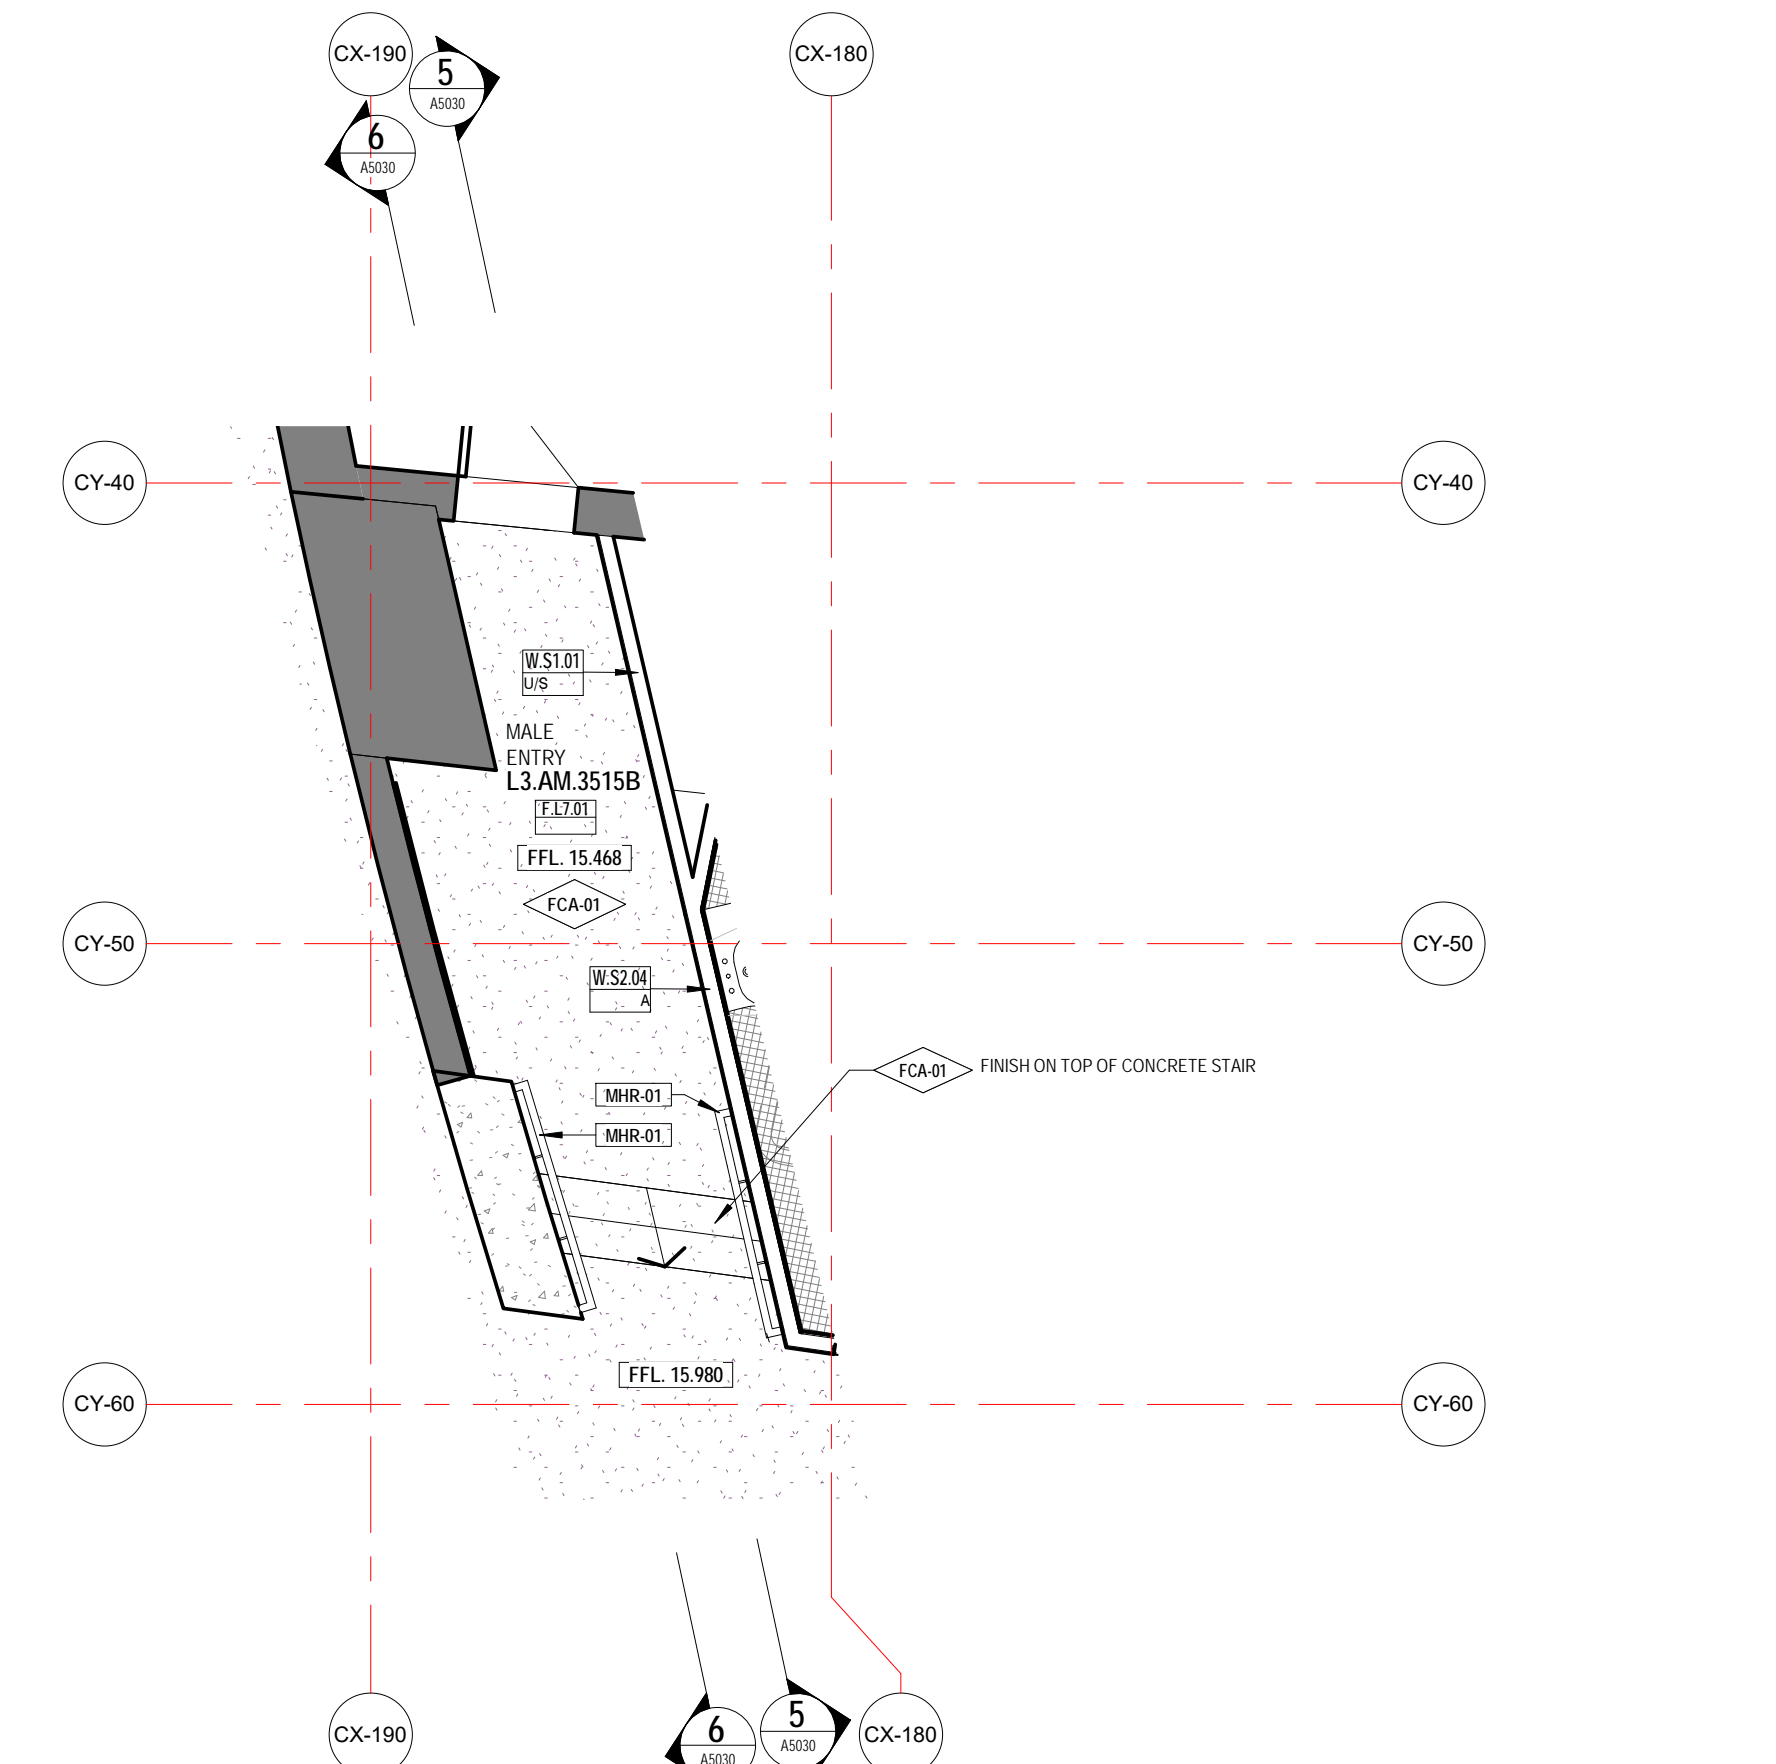 CX-190
5
A5030
CX-180
6
A5030
CY-40
CY-40
W.S1.01
U/S
MALE
ENTRY
L3.AM.3515B
F.L7.01
FFL. 15.468
FCA-01
CY-50
CY-50
W.S2.04
A
FCA-01
FINISH ON TOP OF CONCRETE STAIR
MHR-01
MHR-01
FFL. 15.980
CY-60
CY-60
CX-190
6
A5030
5
A5030
CX-180